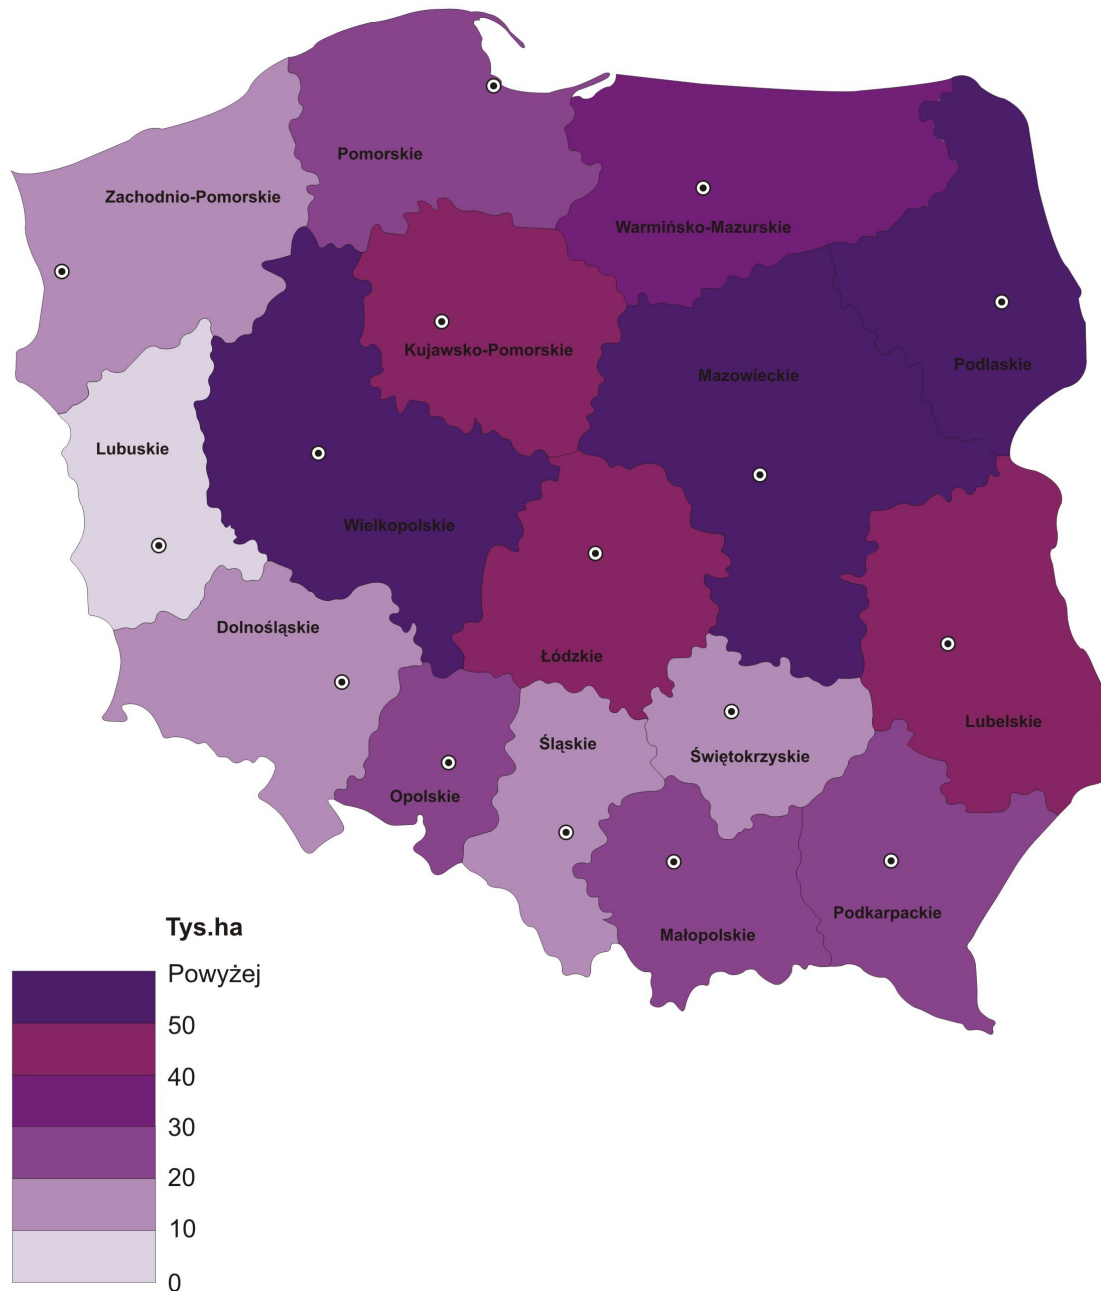 Pomorskie
Zachodnio-Pomorskie
Warmińsko-Mazurskie
Kujawsko-Pomorskie
Podlaskie
Mazowieckie
Lubuskie
Wielkopolskie
Dolnośląskie
Łódzkie
Lubelskie
Śląskie
Świętokrzyskie
Opolskie
Podkarpackie
Małopolskie
Tys.ha
Powyżej
50
40
30
20
10
0